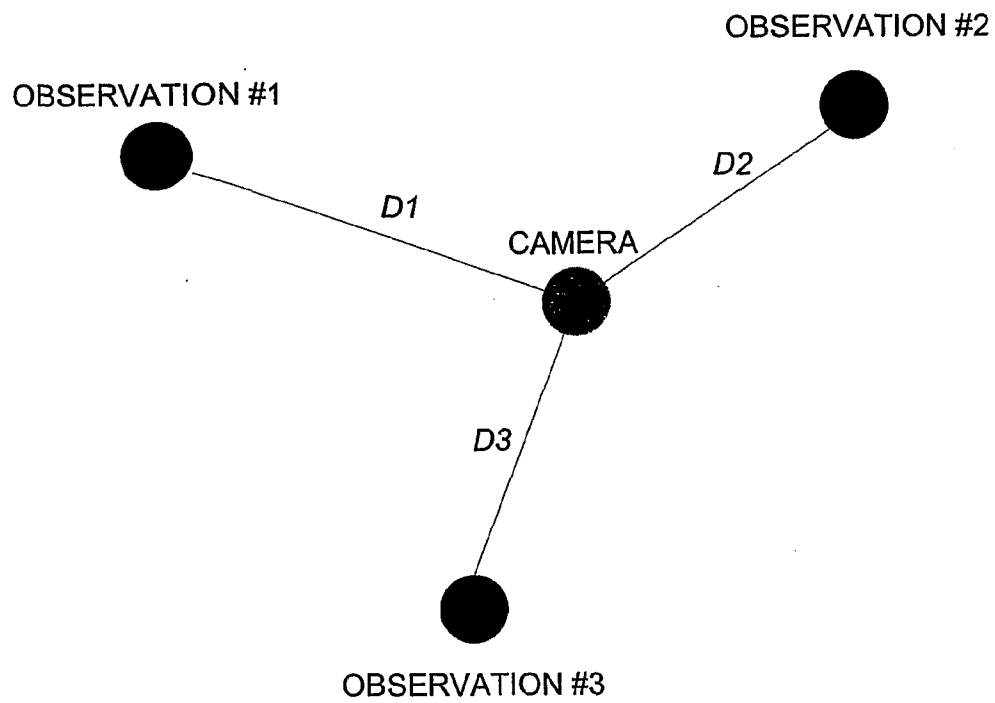 OBSERVATION #2
OBSERVATION #1
D2
D1
CAMERA
D3
OBSERVATION #3